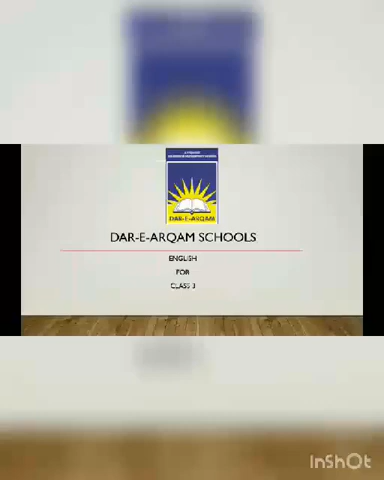 DAR-E-ARQAM
DAR-E-ARQAM SCHOOLS
ENGLISH
FOR
CLASS 3
InShOt